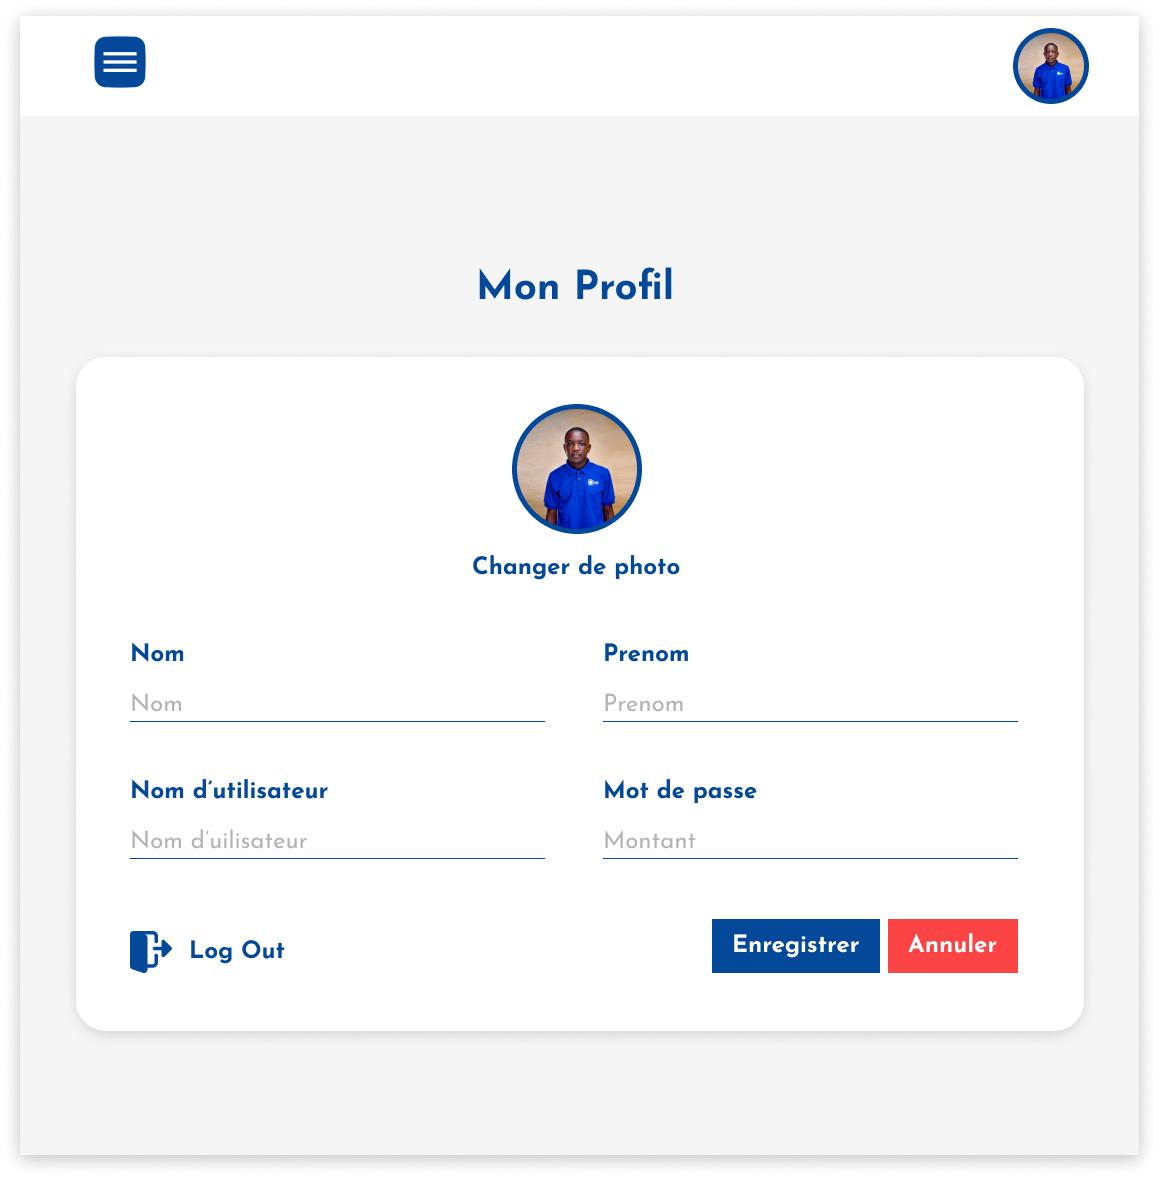 Mon Profil
Changer de photo
Nom
Prenom
Nom
Prenom
Nom d'utilisateur
Mot de passe
Nom d'uilisateur
Montant
Log Out
Enregistrer
Annuler